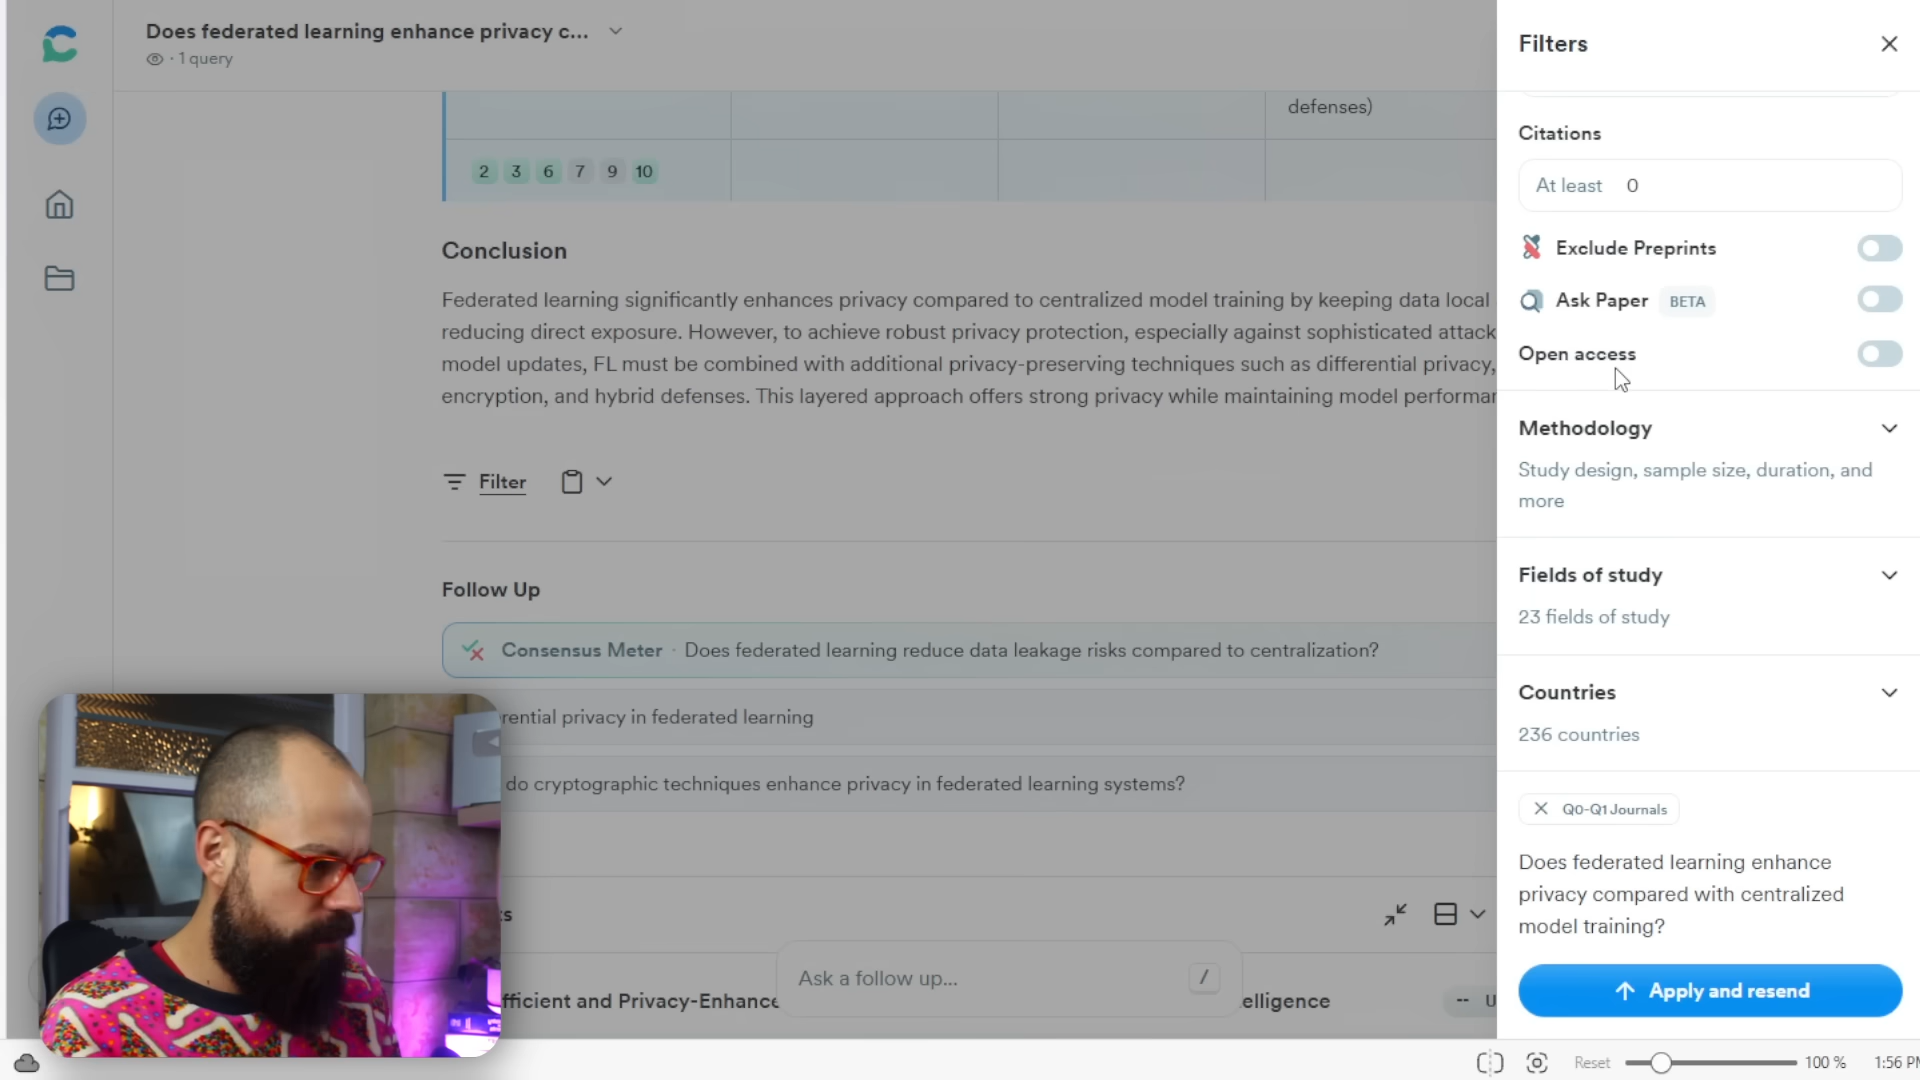 Does federated learning enhance privacy c...
· 1 query
defenses)
2 3 6 7 9 10
Conclusion
Federated learning significantly enhances privacy compared to centralized model training by keeping data local
reducing direct exposure. However, to achieve robust privacy protection, especially against sophisticated attack
model updates, FL must be combined with additional privacy-preserving techniques such as differential privacy,
encryption, and hybrid defenses. This layered approach offers strong privacy while maintaining model performan
Filter
Follow Up
Consensus Meter · Does federated learning reduce data leakage risks compared to centralization?
rential privacy in federated learning
do cryptographic techniques enhance privacy in federated learning systems?
ts
fficient and Privacy-Enhance
elligence
-- U
Ask a follow up...
/
Filters
Citations
At least 0
Exclude Preprints
Ask Paper BETA
Open access
Methodology
Study design, sample size, duration, and
more
Fields of study
23 fields of study
Countries
236 countries
Q0-Q1 Journals
Does federated learning enhance
privacy compared with centralized
model training?
Apply and resend
Reset
100 %
1:56 PM